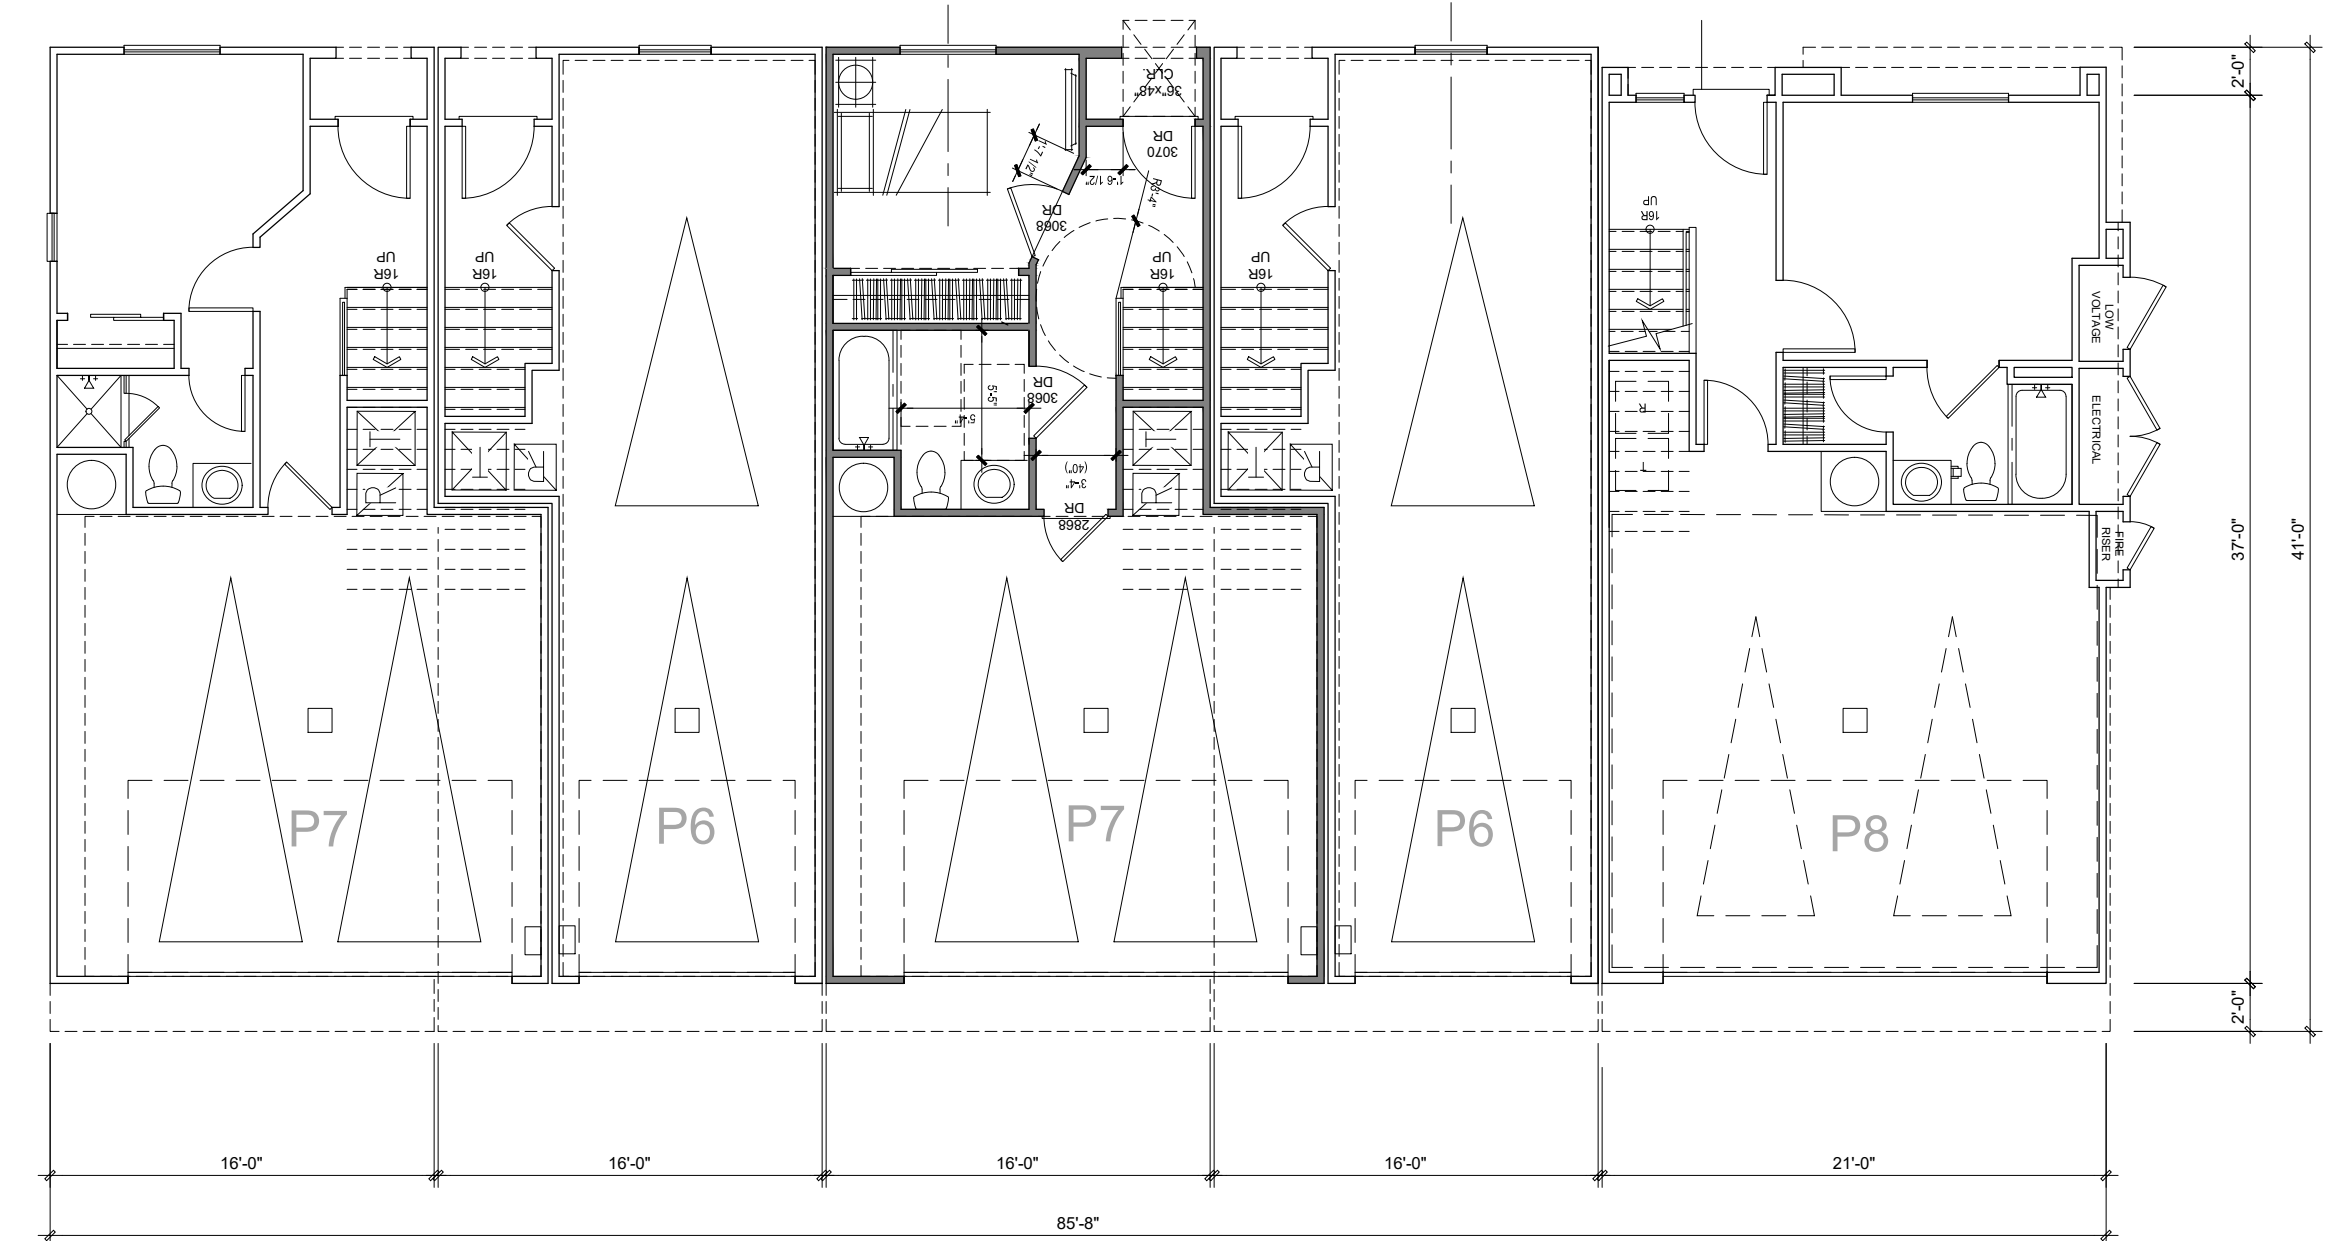 36"x48"
CLR.
3070
DR
1'-7 1/2"
1'-6 1/2"
R3'-4"
3068
DR
16R
UP
16R
UP
16R
UP
16R
UP
16R
UP
3068
DR
5'-5"
5'-4"
3'-4"
(40")
2868
DR
R
T
LOW
VOLTAGE
ELECTRICAL
FIRE
RISER
P7
P6
P7
P6
P8
2'-0"
37'-0"
41'-0"
2'-0"
16'-0"
16'-0"
16'-0"
16'-0"
21'-0"
85'-8"